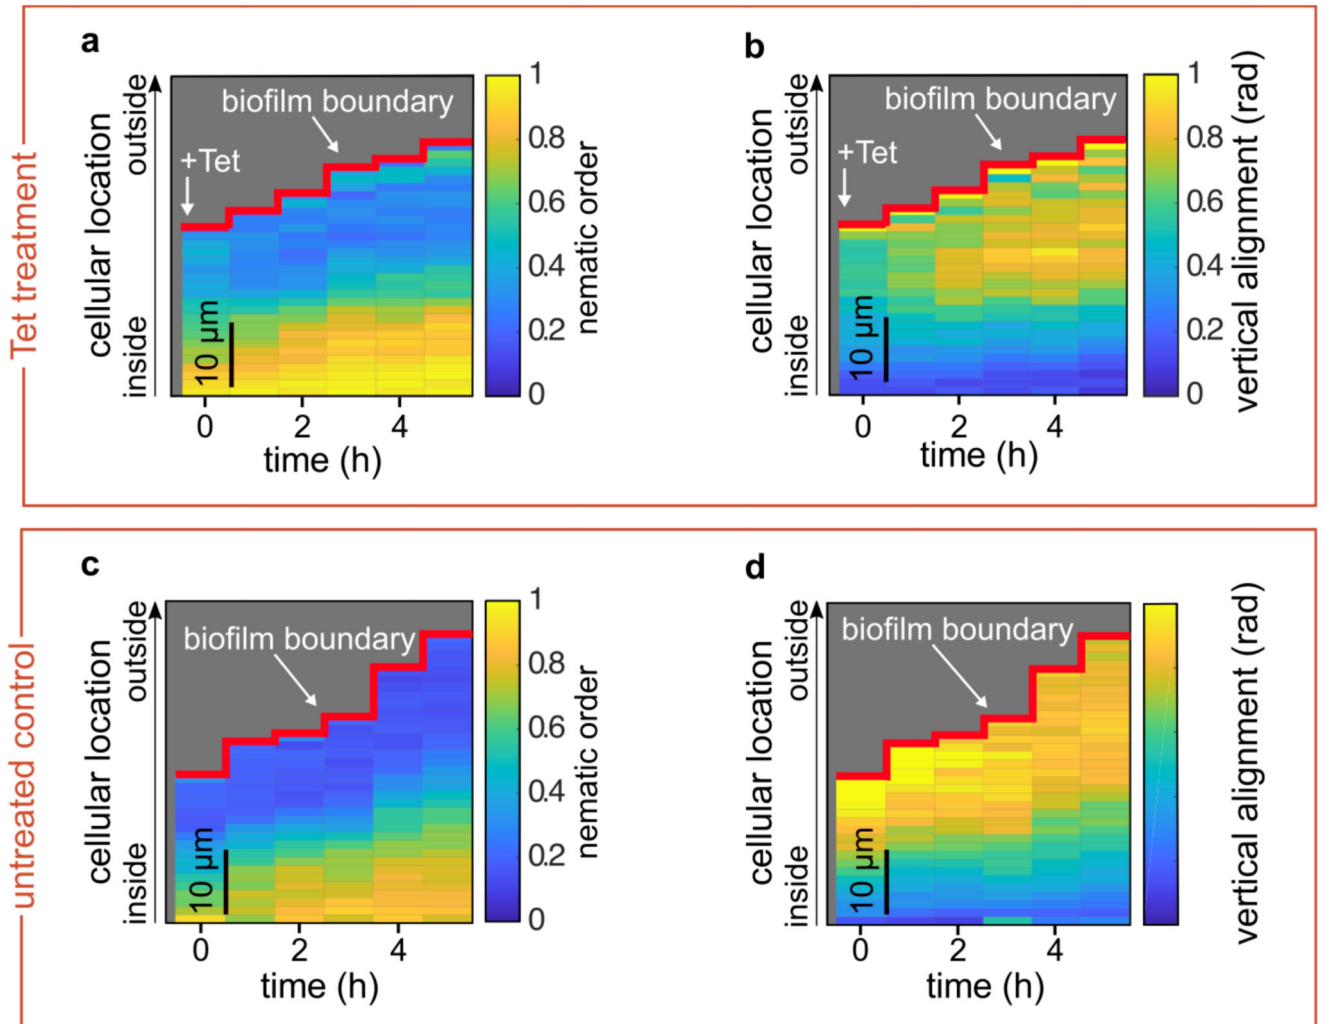 Tet treatment
a
biofilm boundary
+Tet
cellular location
outside
inside
10 µm
0
2
4
time (h)
1
0.8
0.6
0.4
0.2
0
nematic order
b
biofilm boundary
+Tet
cellular location
outside
inside
10 µm
0
2
4
time (h)
1
0.8
0.6
0.4
0.2
0
vertical alignment (rad)
untreated control
c
biofilm boundary
cellular location
outside
inside
10 µm
0
2
4
time (h)
1
0.8
0.6
0.4
0.2
0
nematic order
d
biofilm boundary
cellular location
outside
inside
10 µm
0
2
4
time (h)
vertical alignment (rad)